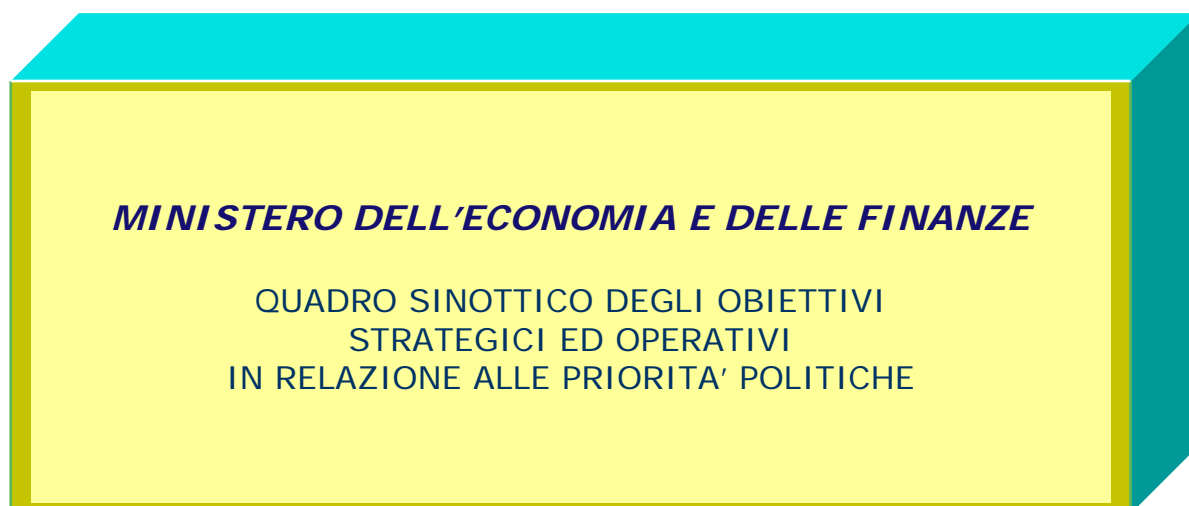 MINISTERO DELL'ECONOMIA E DELLE FINANZE
QUADRO SINOTTICO DEGLI OBIETTIVI
STRATEGICI ED OPERATIVI
IN RELAZIONE ALLE PRIORITA' POLITICHE